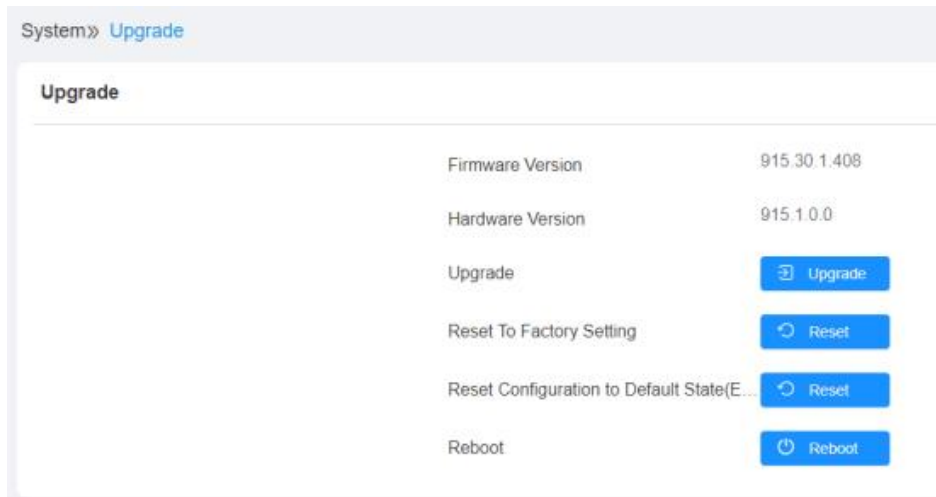 System» Upgrade
Upgrade
Firmware Version 915.30.1.408
Hardware Version 915.1.0.0
Upgrade Upgrade
Reset To Factory Setting Reset
Reset Configuration to Default State(E... Reset
Reboot Reboot